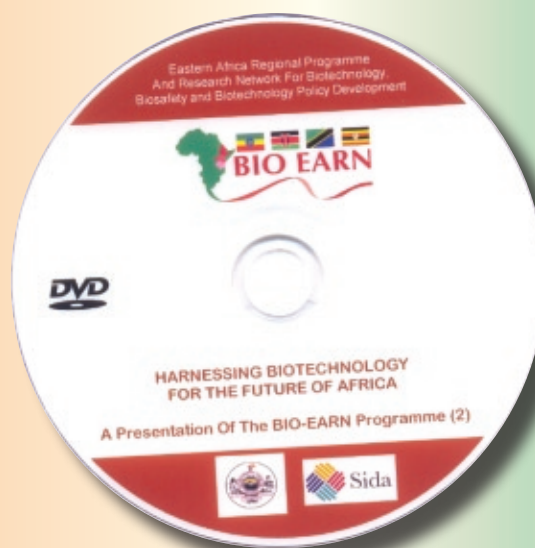 Eastern Africa Regional Programme
And Research Network For Biotechnology,
Biosafety and Biotechnology Policy Development
BIO EARN
DVD
HARNESSING BIOTECHNOLOGY
FOR THE FUTURE OF AFRICA
A Presentation Of The BIO-EARN Programme (2)
Sida